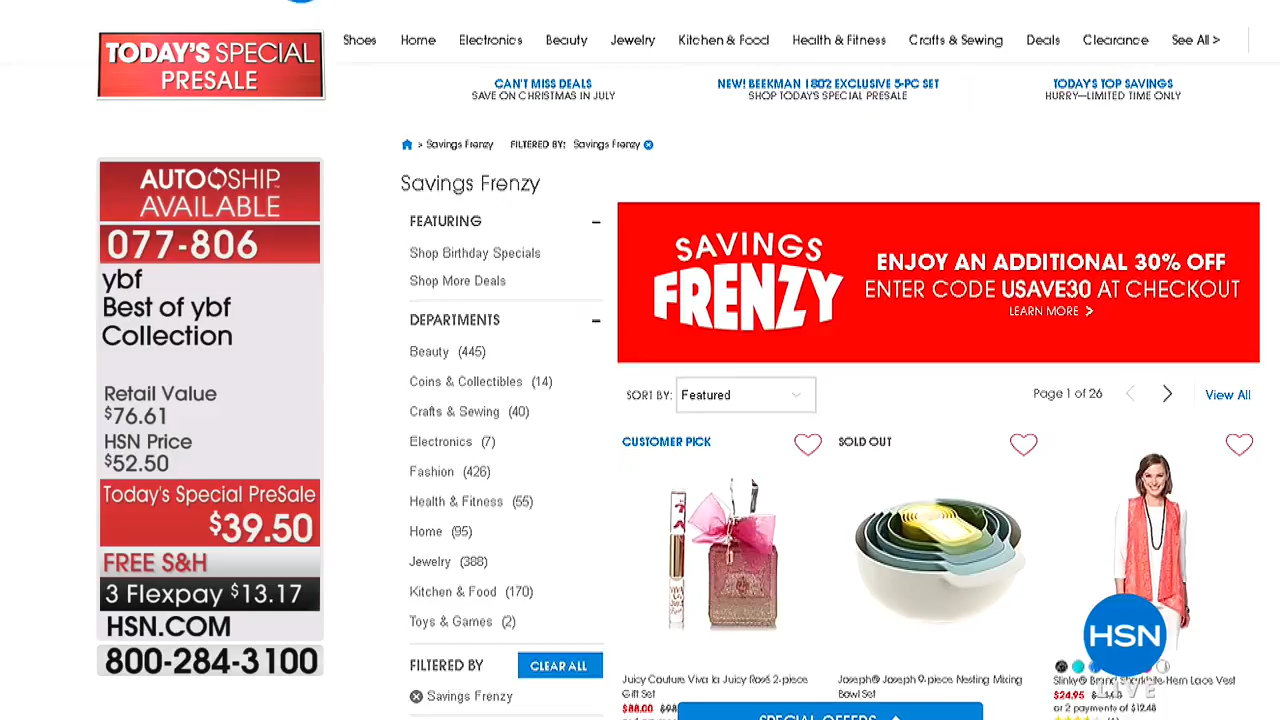 TODAY'S SPECIAL
PRESALE
Shoes Home Electronics Beauty Jewelry Kitchen & Food Health & Fitness Crafts & Sewing Deals Clearance See All >
CAN'T MISS DEALS
SAVE ON CHRISTMAS IN JULY
NEW! BEEKMAN 1802 EXCLUSIVE 5-PC SET
SHOP TODAY'S SPECIAL PRESALE
TODAY'S TOP SAVINGS
HURRY—LIMITED TIME ONLY
AUTOSHIP
AVAILABLE
077-806
ybf
Best of ybf
Collection
Retail Value
$76.61
HSN Price
$52.50
Today's Special PreSale
$39.50
FREE S&H
3 Flexpay $13.17
HSN.COM
800-284-3100
> Savings Frenzy FILTERED BY: Savings Frenzy
Savings Frenzy
FEATURING
Shop Birthday Specials
Shop More Deals
DEPARTMENTS
Beauty (445)
Coins & Collectibles (14)
Crafts & Sewing (40)
Electronics (7)
Fashion (426)
Health & Fitness (55)
Home (95)
Jewelry (388)
Kitchen & Food (170)
Toys & Games (2)
FILTERED BY CLEAR ALL
Savings Frenzy
SAVINGS
FRENZY
ENJOY AN ADDITIONAL 30% OFF
ENTER CODE USAVE30 AT CHECKOUT
LEARN MORE >
SORT BY: Featured
Page 1 of 26
View All
CUSTOMER PICK
SOLD OUT
Juicy Couture Viva la Juicy Rosé 2-piece
Gift Set
$88.00
Joseph® Joseph 9-piece Nesting Mixing
Bowl Set
Slinky® Brand Hem Lace Vest
$24.95
or 2 payments of $12.48
SPECIAL OFFERS
HSN
LIVE